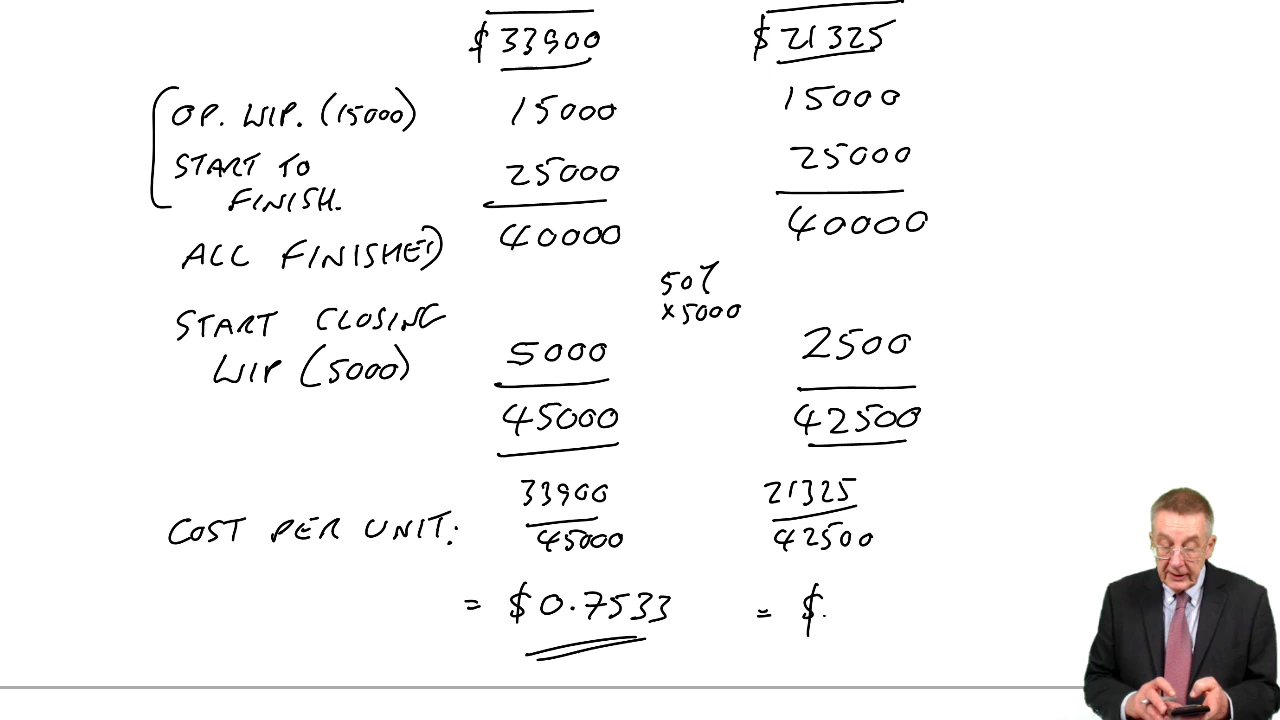 $ 33900 $ 21325
OP. WIP. (15000) 15000 15000
START TO 25000 25000
FINISH.
ALL FINISHED 40000 40000
50%
x5000
START CLOSING
WIP (5000) 5000 2500
45000 42500
33900 21325
COST PER UNIT: 45000 42500
= $0.7533 = $.